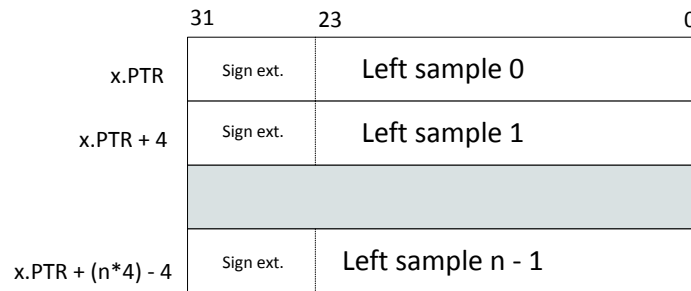 31 23 0
x.PTR Sign ext. Left sample 0
x.PTR + 4 Sign ext. Left sample 1
x.PTR + (n*4) - 4 Sign ext. Left sample n - 1